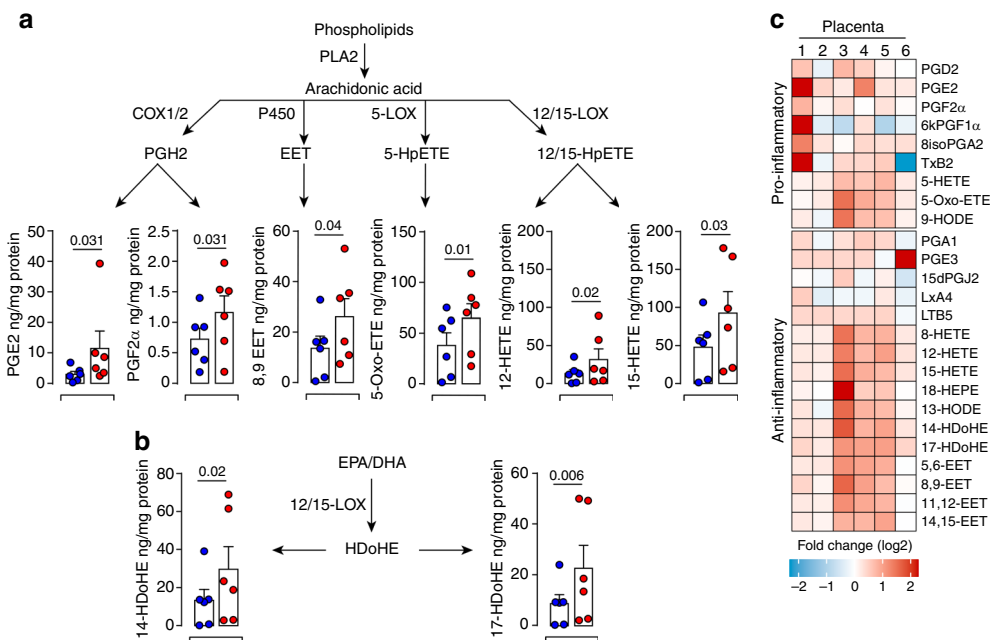 a
Phospholipids
PLA2
Arachidonic acid
COX1/2
P450
5-LOX
12/15-LOX
PGH2
EET
5-HpETE
12/15-HpETE
PGE2 ng/mg protein
50
40
30
20
10
0
0.031
PGF2α ng/mg protein
2.5
2.0
1.5
1.0
0.5
0
0.031
8,9 EET ng/mg protein
60
40
20
0
0.04
5-Oxo-ETE ng/mg protein
150
100
50
0
0.01
12-HETE ng/mg protein
200
150
100
50
0
0.02
15-HETE ng/mg protein
200
150
100
50
0
0.03
b
14-HDoHE ng/mg protein
80
60
40
20
0
0.02
EPA/DHA
12/15-LOX
HDoHE
17-HDoHE ng/mg protein
60
40
20
0
0.006
c
Placenta
1 2 3 4 5 6
Pro-inflammatory
PGD2
PGE2
PGF2α
6kPGF1α
8isoPGA2
TxB2
5-HETE
5-Oxo-ETE
9-HODE
Anti-inflammatory
PGA1
PGE3
15dPGJ2
LxA4
LTB5
8-HETE
12-HETE
15-HETE
18-HEPE
13-HODE
14-HDoHE
17-HDoHE
5,6-EET
8,9-EET
11,12-EET
14,15-EET
Fold change (log2)
−2 −1 0 1 2